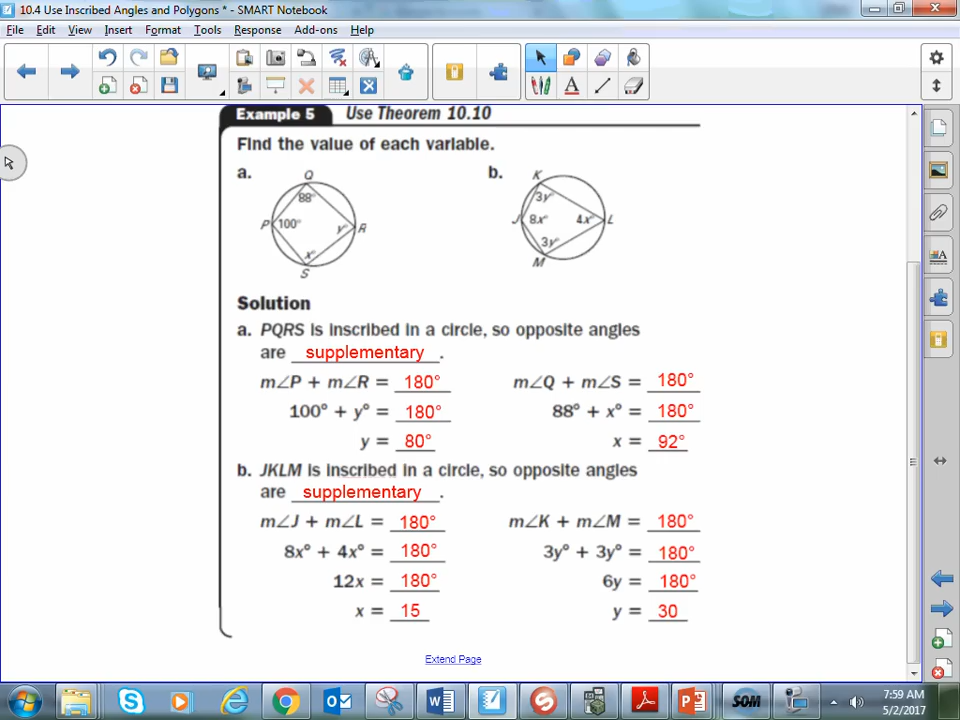 10.4 Use Inscribed Angles and Polygons * - SMART Notebook
File Edit View Insert Format Tools Response Add-ons Help
Example 5 Use Theorem 10.10
Find the value of each variable.
a. b.
Q
88°
P 100° y° R
x°
S
K
3y°
J 8x° 4x° L
3y°
M
Solution
a. PQRS is inscribed in a circle, so opposite angles
are supplementary.
m∠P + m∠R = 180° m∠Q + m∠S = 180°
100° + y° = 180° 88° + x° = 180°
y = 80° x = 92°
b. JKLM is inscribed in a circle, so opposite angles
are supplementary.
m∠J + m∠L = 180° m∠K + m∠M = 180°
8x° + 4x° = 180° 3y° + 3y° = 180°
12x = 180° 6y = 180°
x = 15 y = 30
Extend Page
SOM
7:59 AM
5/2/2017